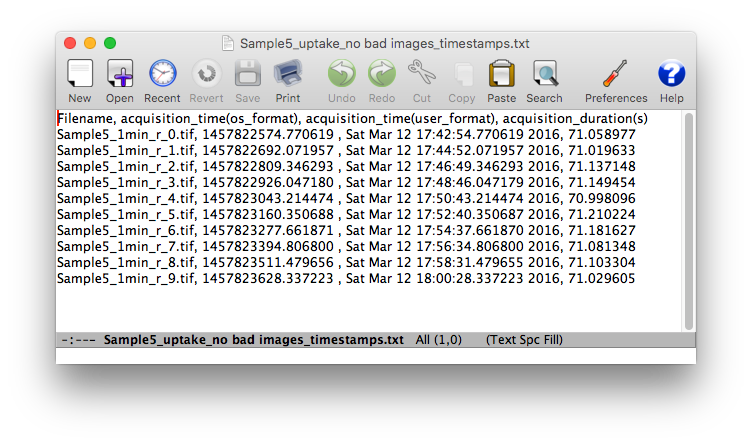 Sample5_uptake_no bad images_timestamps.txt
New Open Recent Revert Save Print Undo Redo Cut Copy Paste Search Preferences Help
Filename, acquisition_time(os_format), acquisition_time(user_format), acquisition_duration(s)
Sample5_1min_r_0.tif, 1457822574.770619 , Sat Mar 12 17:42:54.770619 2016, 71.058977
Sample5_1min_r_1.tif, 1457822692.071957 , Sat Mar 12 17:44:52.071957 2016, 71.019633
Sample5_1min_r_2.tif, 1457822809.346293 , Sat Mar 12 17:46:49.346293 2016, 71.137148
Sample5_1min_r_3.tif, 1457822926.047180 , Sat Mar 12 17:48:46.047179 2016, 71.149454
Sample5_1min_r_4.tif, 1457823043.214474 , Sat Mar 12 17:50:43.214474 2016, 70.998096
Sample5_1min_r_5.tif, 1457823160.350688 , Sat Mar 12 17:52:40.350687 2016, 71.210224
Sample5_1min_r_6.tif, 1457823277.661871 , Sat Mar 12 17:54:37.661870 2016, 71.181627
Sample5_1min_r_7.tif, 1457823394.806800 , Sat Mar 12 17:56:34.806800 2016, 71.081348
Sample5_1min_r_8.tif, 1457823511.479656 , Sat Mar 12 17:58:31.479655 2016, 71.103304
Sample5_1min_r_9.tif, 1457823628.337223 , Sat Mar 12 18:00:28.337223 2016, 71.029605
-:--- Sample5_uptake_no bad images_timestamps.txt All (1,0) (Text Spc Fill)